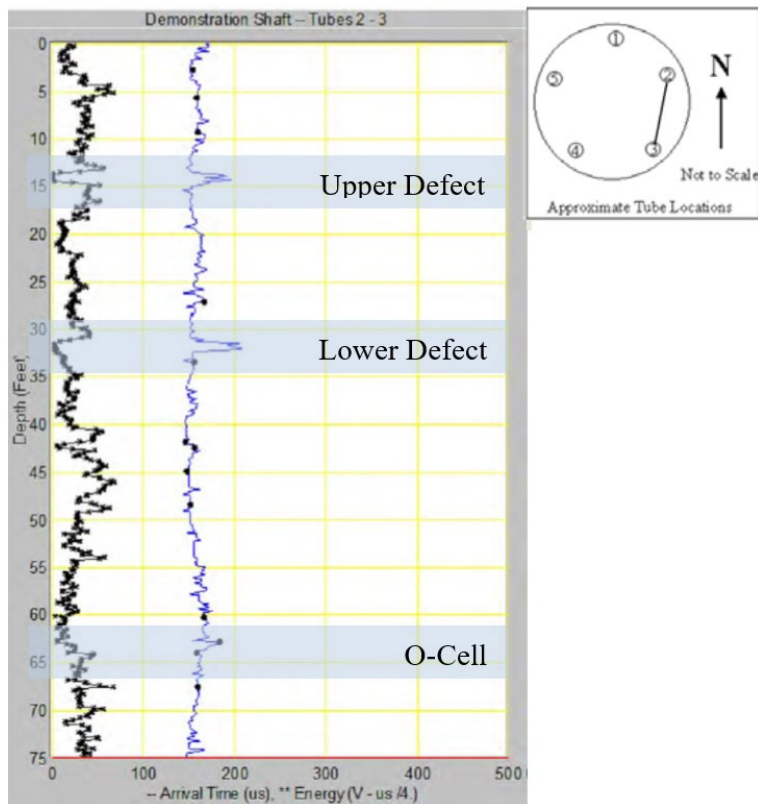 Demonstration Shaft -- Tubes 2 - 3
0
5
10
15
20
25
30
35
40
45
50
55
60
65
70
75
Depth (Feet)
Upper Defect
Lower Defect
O-Cell
0 100 200 300 400 500
-- Arrival Time (us), ** Energy (V - us /4.)
1
2
3
4
5
N
Not to Scale
Approximate Tube Locations